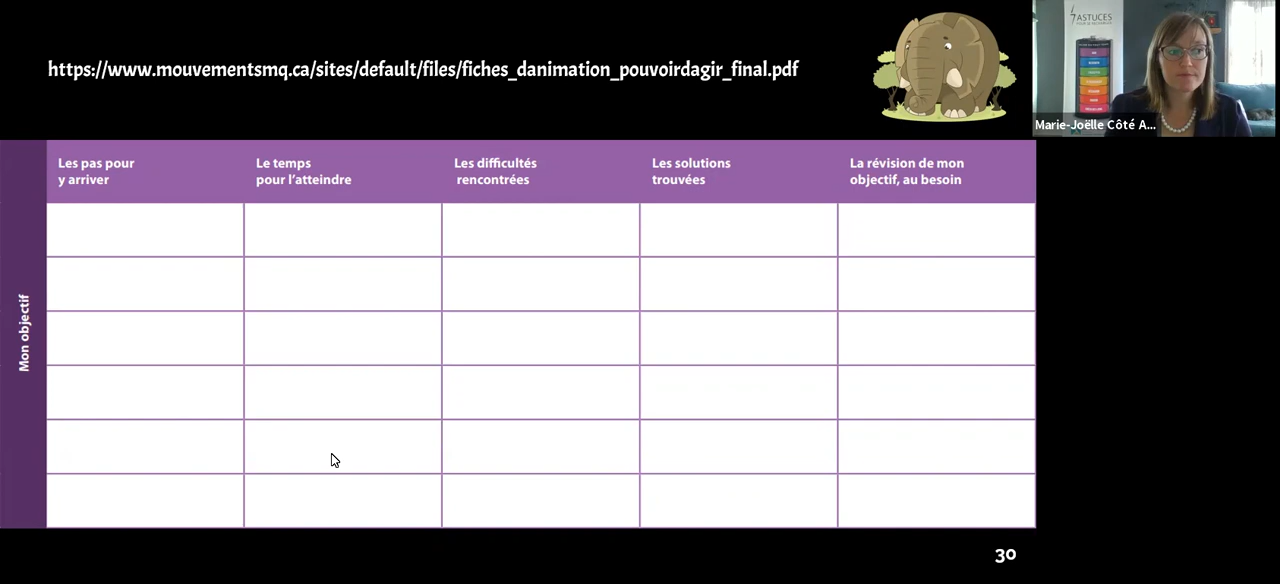 https://www.mouvementsmq.ca/sites/default/files/fiches_danimation_pouvoirdagir_final.pdf
7 ASTUCES
Marie-Joëlle Côté A...
Les pas pour
y arriver
Le temps
pour l'atteindre
Les difficultés
rencontrées
Les solutions
trouvées
La révision de mon
objectif, au besoin
Mon objectif
30